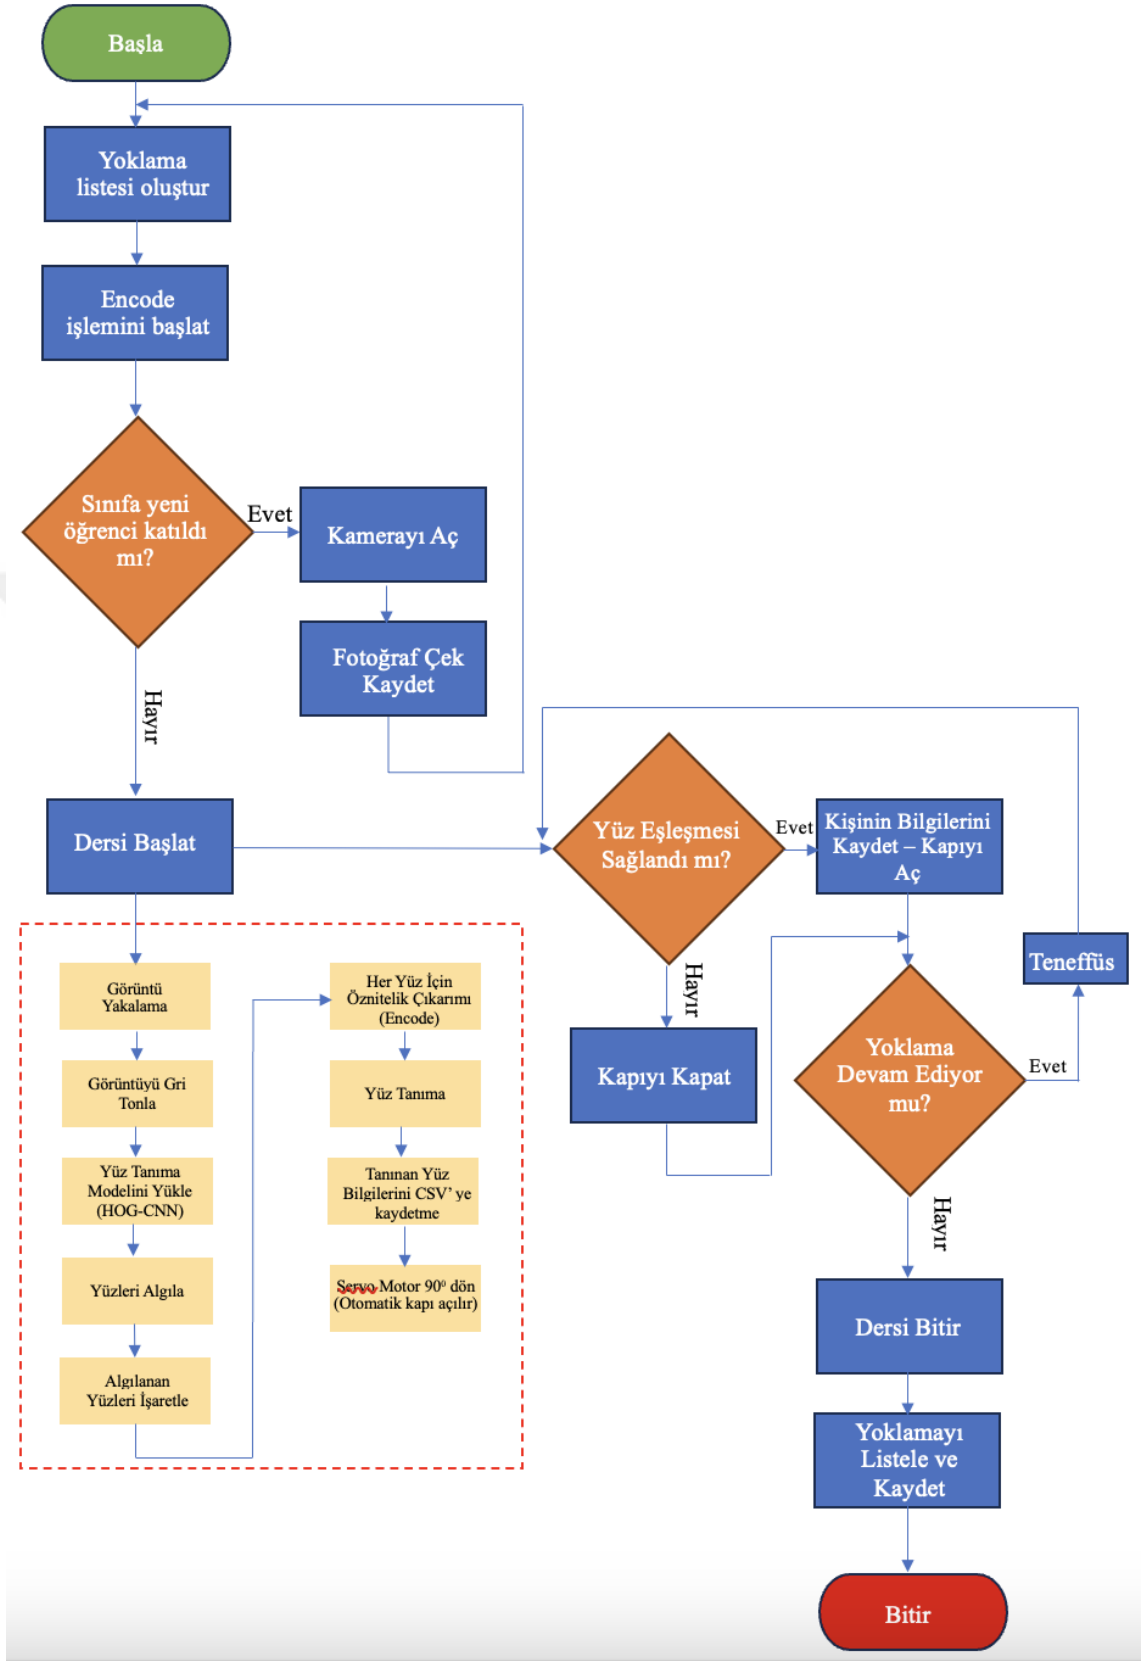 Başla
Yoklama
listesi oluştur
Encode
işlemini başlat
Sınıfa yeni
öğrenci katıldı
mı?
Evet
Kamerayı Aç
Fotoğraf Çek
Kaydet
Hayır
Dersi Başlat
Yüz Eşleşmesi
Sağlandı mı?
Evet
Kişinin Bilgilerini
Kaydet – Kapıyı
Aç
Hayır
Kapıyı Kapat
Teneffüs
Yoklama
Devam Ediyor
mu?
Evet
Hayır
Dersi Bitir
Yoklamayı
Listele ve
Kaydet
Bitir
Görüntü
Yakalama
Görüntüyü Gri
Tonla
Yüz Tanıma
Modelini Yükle
(HOG-CNN)
Yüzleri Algıla
Algılanan
Yüzleri İşaretle
Her Yüz İçin
Öznitelik Çıkarımı
(Encode)
Yüz Tanıma
Tanınan Yüz
Bilgilerini CSV’ ye
kaydetme
Servo Motor 90⁰ dön
(Otomatik kapı açılır)